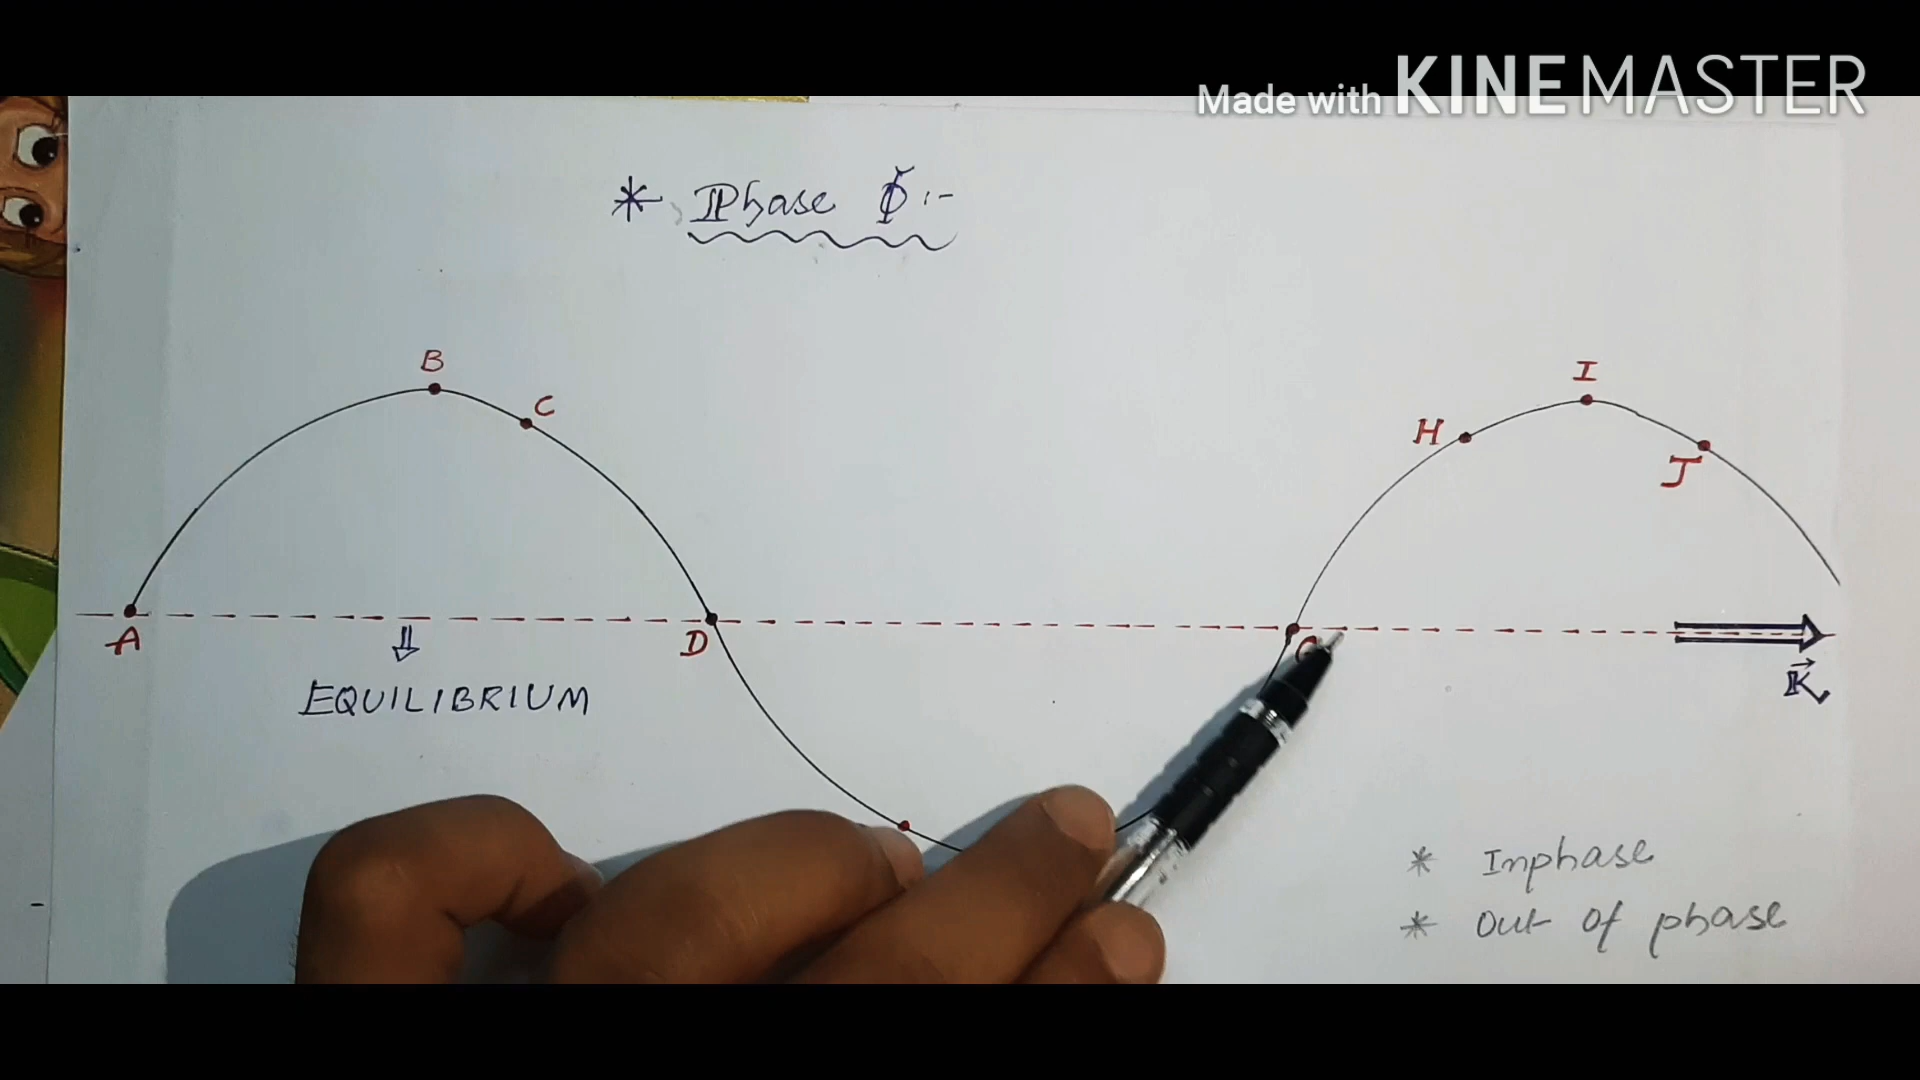 Made with KINEMASTER
* Phase Φ :-
B
C
I
H
J
A
D
EQUILIBRIUM
K
* Inphase
* Out of phase